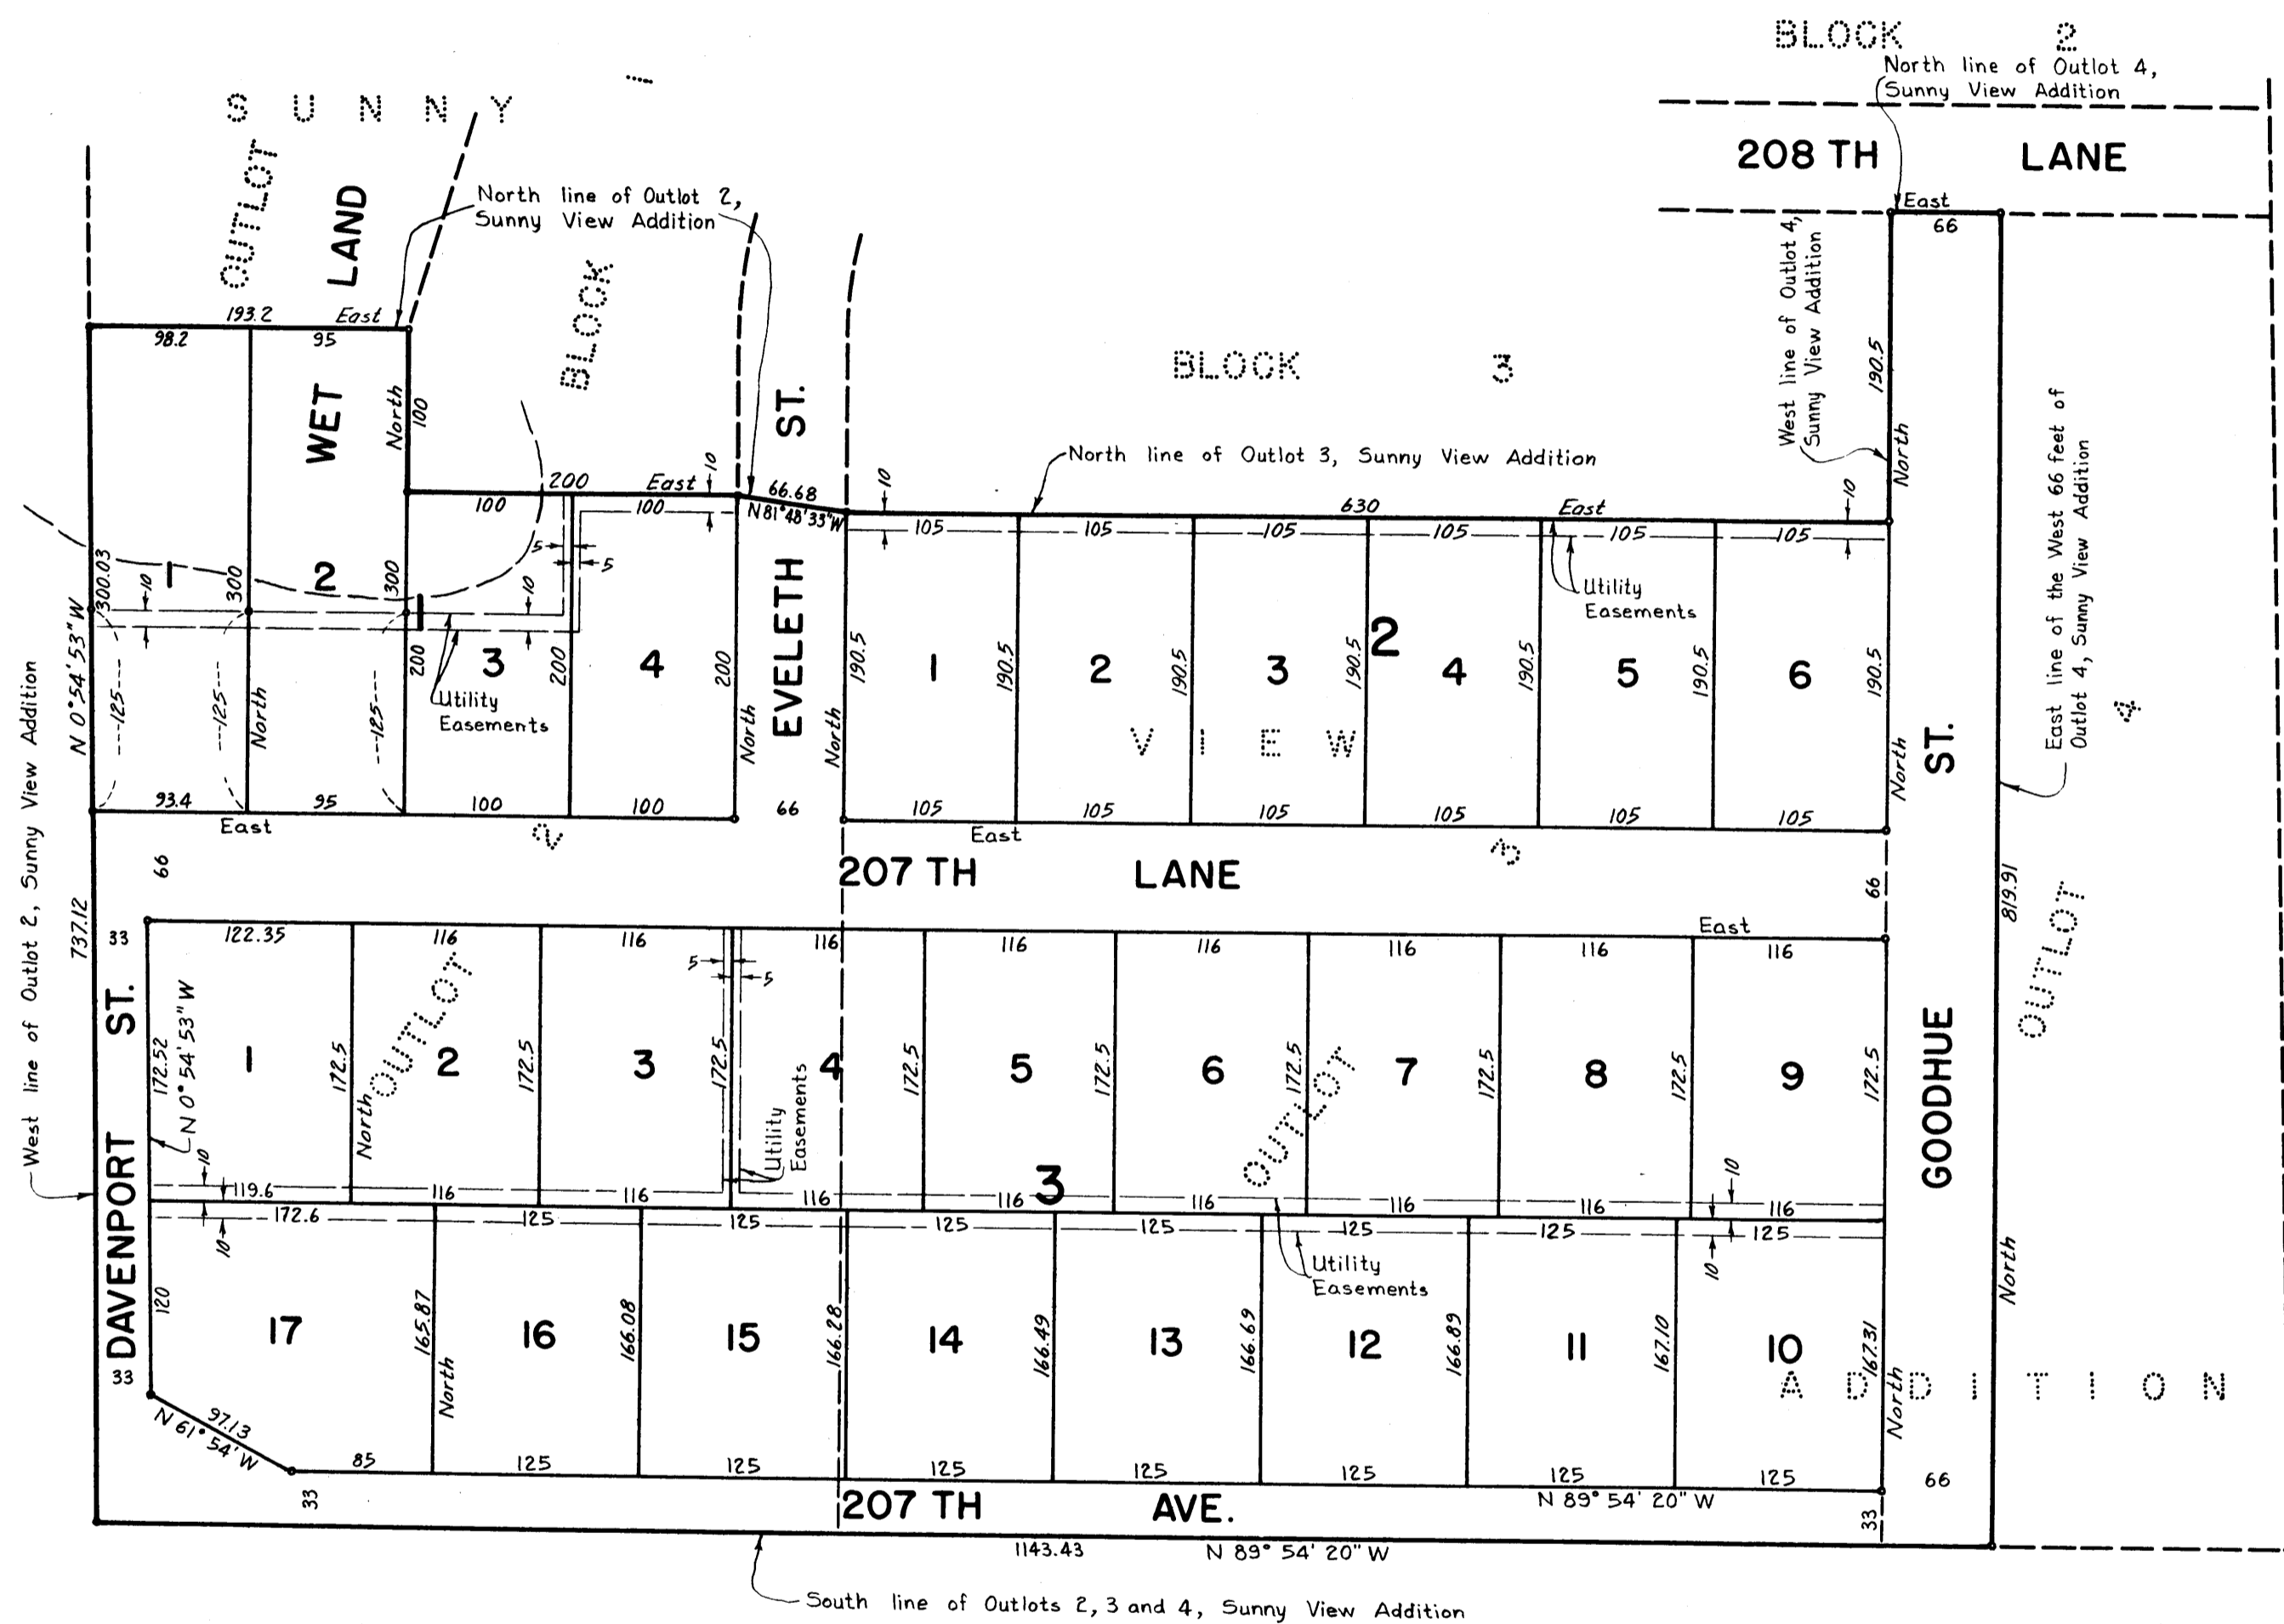 BLOCK 2
North line of Outlot 4,
Sunny View Addition
208 TH LANE
East
66
SUNNY
1
OUTLOT
WET LAND
North line of Outlot 2,
Sunny View Addition
BLOCK
193.2 East
98.2
95
North
100
West line of Outlot 4,
Sunny View Addition
190.5
North
BLOCK 3
North line of Outlot 3, Sunny View Addition
200 East
10
100
100
66.68
N 81° 48' 33" W
10
630 East
10
105
105
105
105
105
105
Utility
Easements
5
5
10
10
300.03
300
300
N 0° 54' 53" W
1
2
1
3
4
200
200
200
Utility
Easements
125
125
125
North
North
EVELETH ST.
North
190.5
190.5
190.5
190.5
190.5
190.5
190.5
1
2
3
2
4
5
6
VIEW
North
GOODHUE ST.
East line of the West 66 feet of
Outlot 4, Sunny View Addition
4
OUTLOT
819.91
93.4
95
100
100
66
105
105
105
105
105
105
East
2
East
3
66
207 TH LANE
66
West line of Outlot 2, Sunny View Addition
737.12
33
122.35
116
116
116
116
116
116
116
116
East
DAVENPORT ST.
172.52
N 0° 54' 53" W
172.5
172.5
172.5
172.5
172.5
172.5
172.5
172.5
172.5
North
OUTLOT
5
5
1
2
3
4
5
6
7
8
9
OUTLOT
Utility
Easements
10
10
119.6
116
116
116
116
3
116
116
116
116
10
10
172.6
125
125
125
125
125
125
125
Utility
Easements
120
17
16
15
14
13
12
11
10
165.87
166.08
166.28
166.49
166.69
166.89
167.10
167.31
North
North
North
ADDITION
33
97.13
N 61° 54' W
85
125
125
125
125
125
125
125
66
33
207 TH AVE.
N 89° 54' 20" W
33
1143.43 N 89° 54' 20" W
South line of Outlots 2, 3 and 4, Sunny View Addition